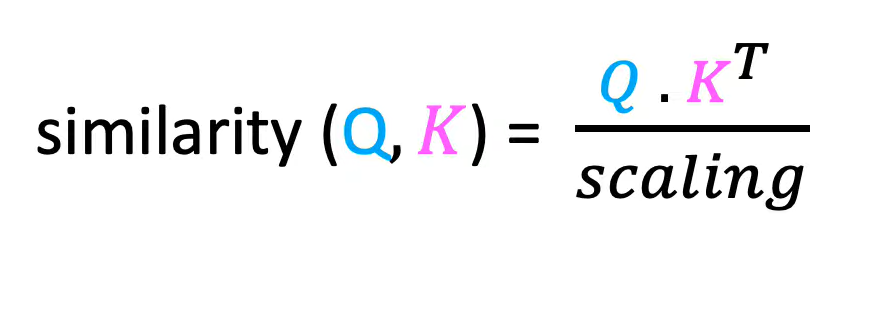 similarity (Q, K) = Q . K^T / scaling